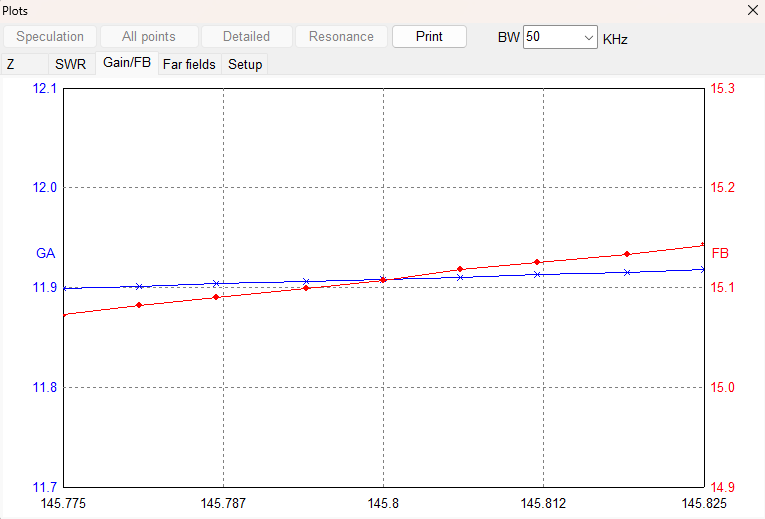 Plots
Speculation All points Detailed Resonance Print BW 50 KHz
Z SWR Gain/FB Far fields Setup
12.1 15.3
12.0 15.2
GA FB
11.9 15.1
11.8 15.0
11.7 14.9
145.775 145.787 145.8 145.812 145.825